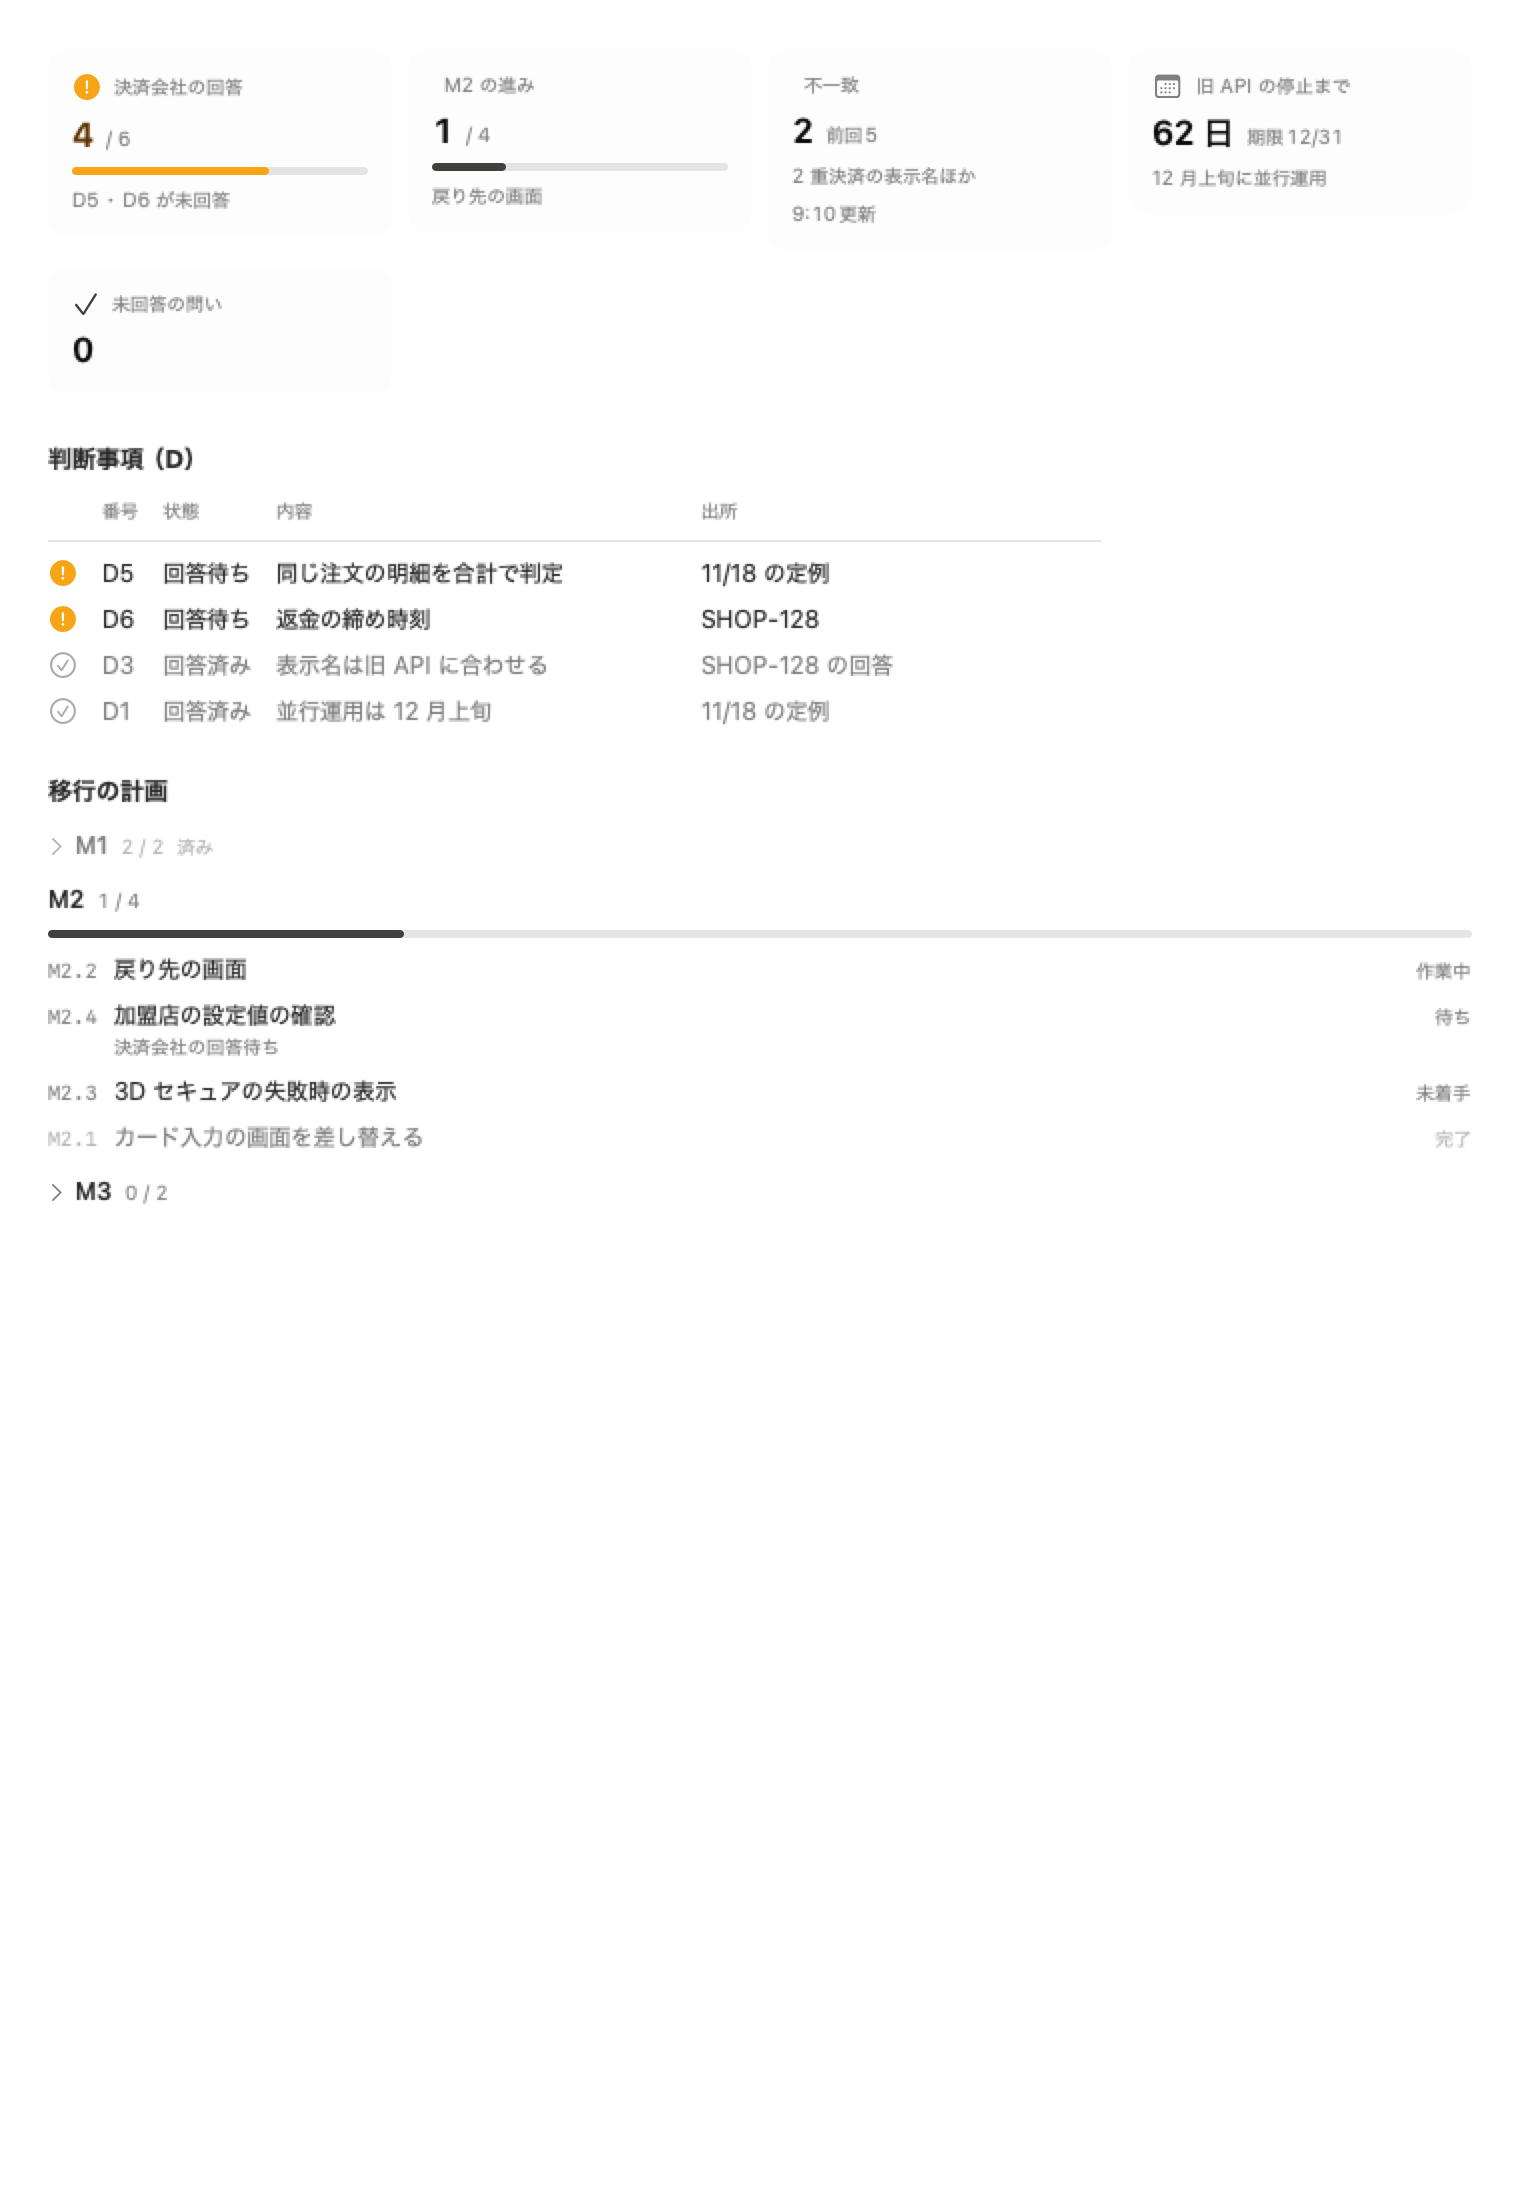 決済会社の回答
4 / 6
D5・D6 が未回答
M2 の進み
1 / 4
戻り先の画面
不一致
2 前回5
2 重決済の表示名ほか
9:10更新
旧 API の停止まで
62 日 期限12/31
12 月上旬に並行運用
未回答の問い
0
判断事項（D）
番号 状態 内容 出所
D5 回答待ち 同じ注文の明細を合計で判定 11/18 の定例
D6 回答待ち 返金の締め時刻 SHOP-128
D3 回答済み 表示名は旧 API に合わせる SHOP-128 の回答
D1 回答済み 並行運用は 12 月上旬 11/18 の定例
移行の計画
M1 2 / 2 済み
M2 1 / 4
M2.2 戻り先の画面 作業中
M2.4 加盟店の設定値の確認 待ち
決済会社の回答待ち
M2.3 3D セキュアの失敗時の表示 未着手
M2.1 カード入力の画面を差し替える 完了
M3 0 / 2